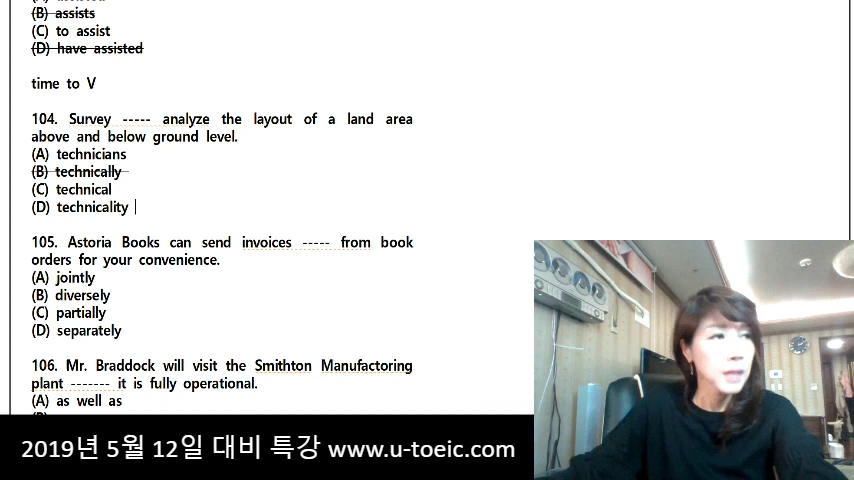 (B) assists
(C) to assist
(D) have assisted
time to V
104. Survey ----- analyze the layout of a land area
above and below ground level.
(A) technicians
(B) technically
(C) technical
(D) technicality
105. Astoria Books can send invoices ----- from book
orders for your convenience.
(A) jointly
(B) diversely
(C) partially
(D) separately
106. Mr. Braddock will visit the Smithton Manufactoring
plant ------- it is fully operational.
(A) as well as
2019년 5월 12일 대비 특강 www.u-toeic.com